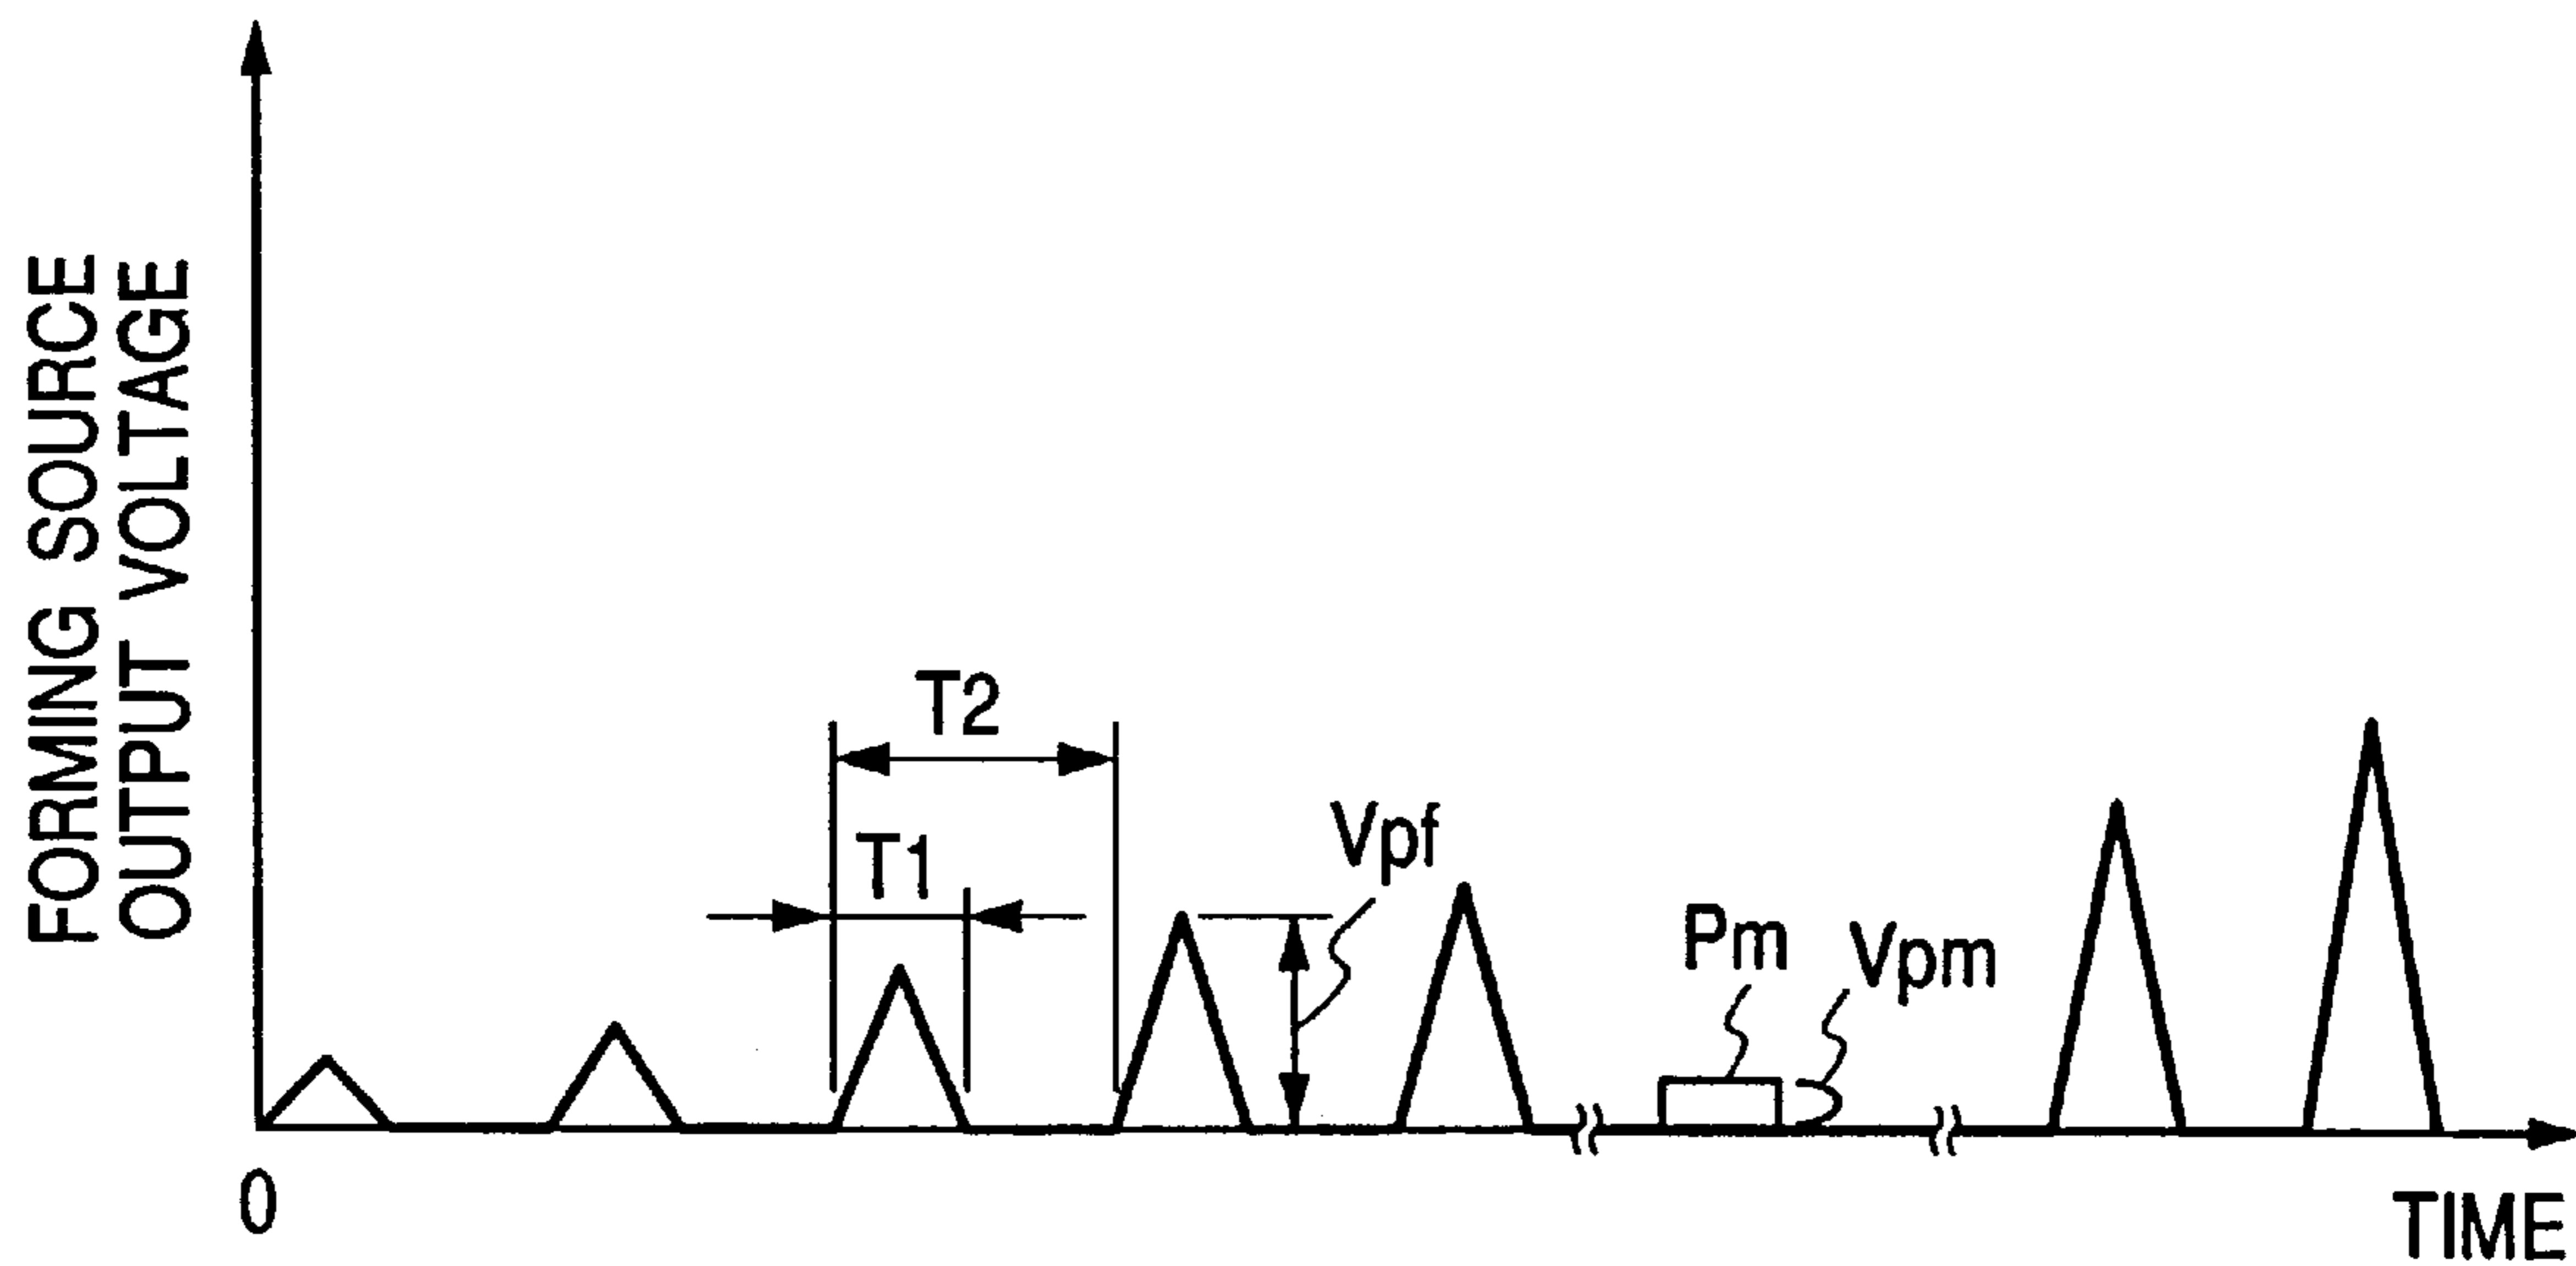 FORMING SOURCE
OUTPUT VOLTAGE
T2
T1
Vpf
Pm
Vpm
0
TIME